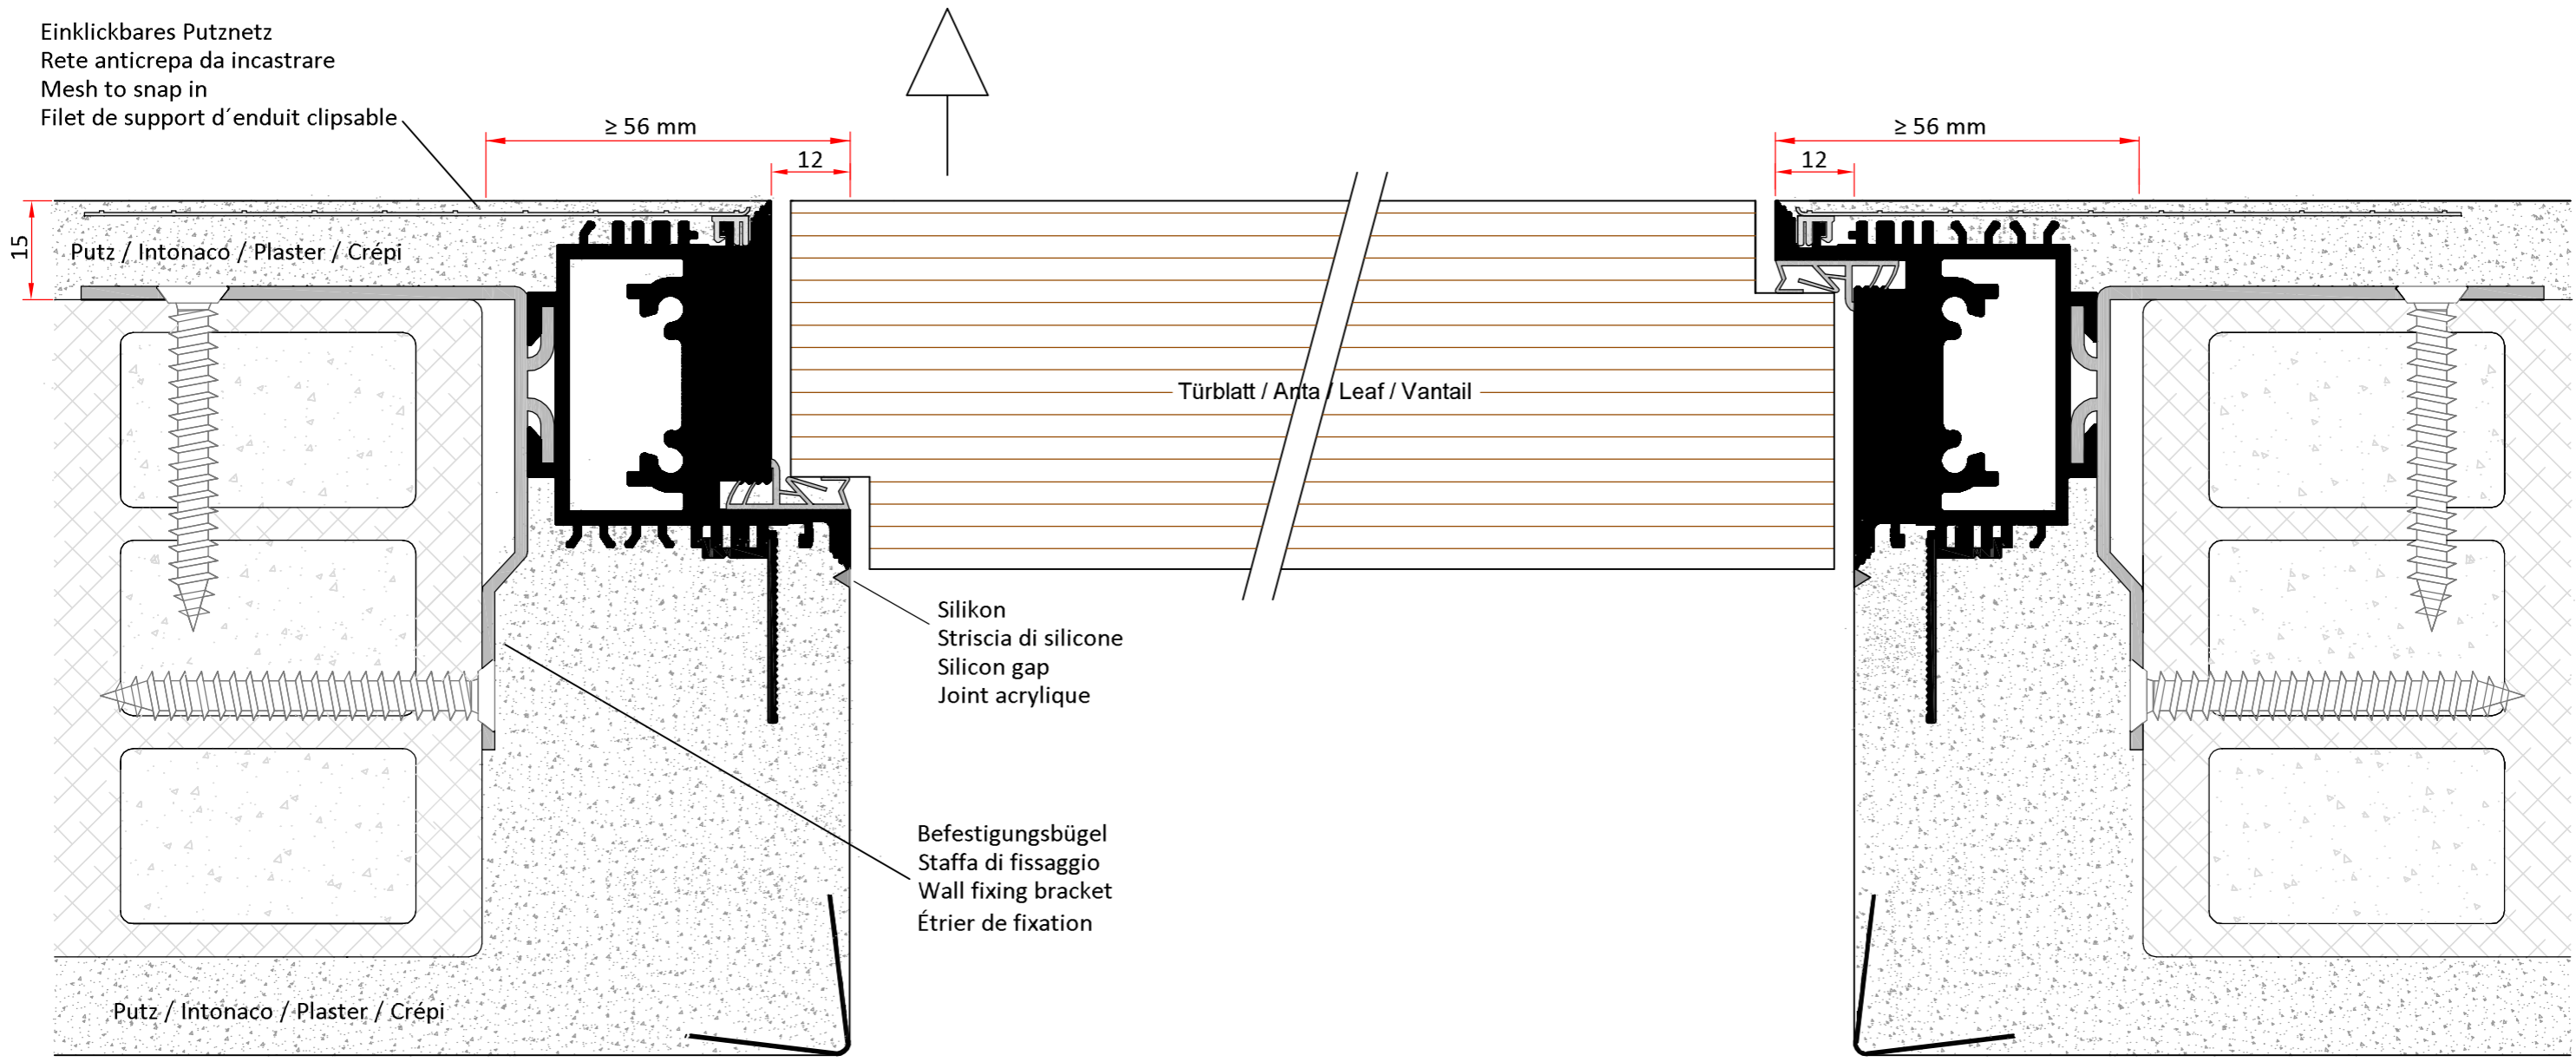 Einklickbares Putznetz
Rete anticrepa da incastrare
Mesh to snap in
Filet de support d´enduit clipsable
≥ 56 mm
12
≥ 56 mm
12
15
Putz / Intonaco / Plaster / Crépi
Türblatt / Anta / Leaf / Vantail
Silikon
Striscia di silicone
Silicon gap
Joint acrylique
Befestigungsbügel
Staffa di fissaggio
Wall fixing bracket
Étrier de fixation
Putz / Intonaco / Plaster / Crépi